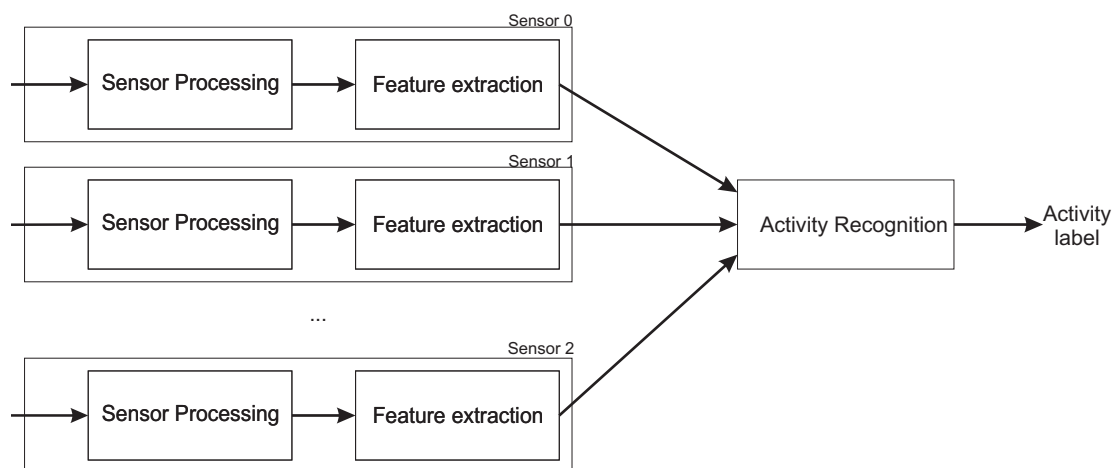 Sensor 0
Sensor Processing
Feature extraction
Sensor 1
Sensor Processing
Feature extraction
Activity Recognition
Activity
label
...
Sensor 2
Sensor Processing
Feature extraction